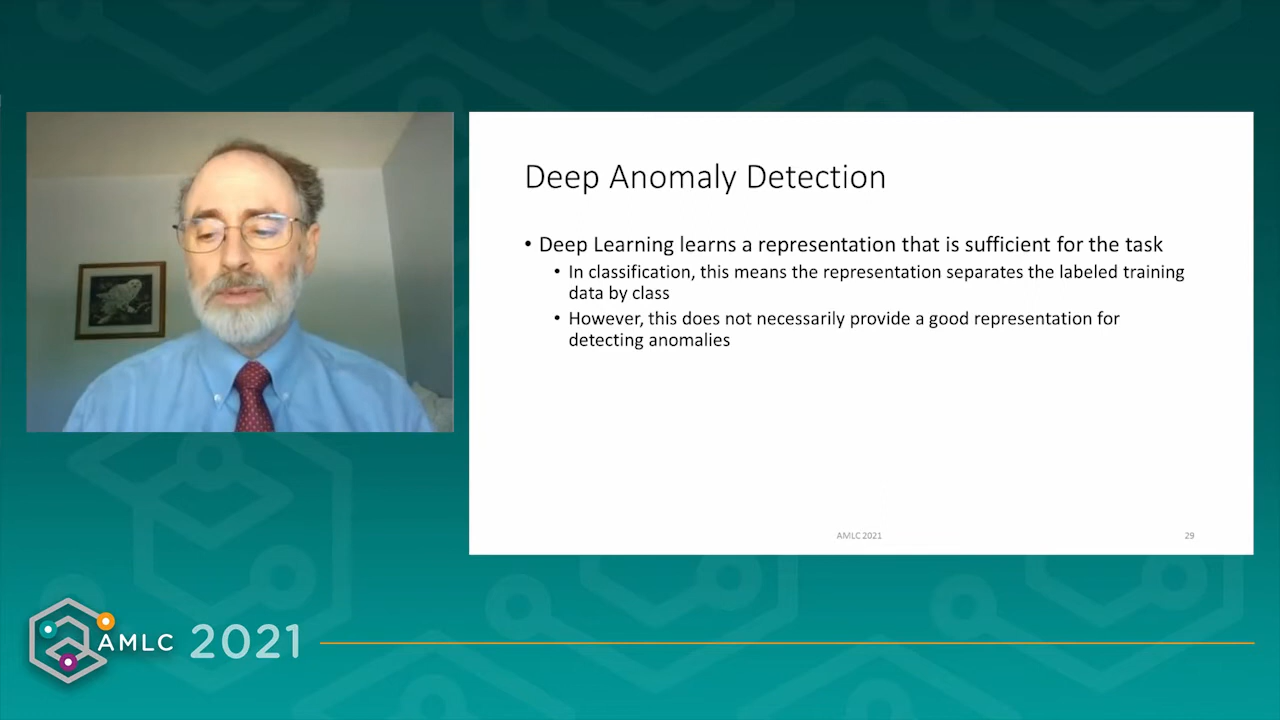 Deep Anomaly Detection
• Deep Learning learns a representation that is sufficient for the task
• In classification, this means the representation separates the labeled training
data by class
• However, this does not necessarily provide a good representation for
detecting anomalies
AMLC 2021
29
AMLC 2021